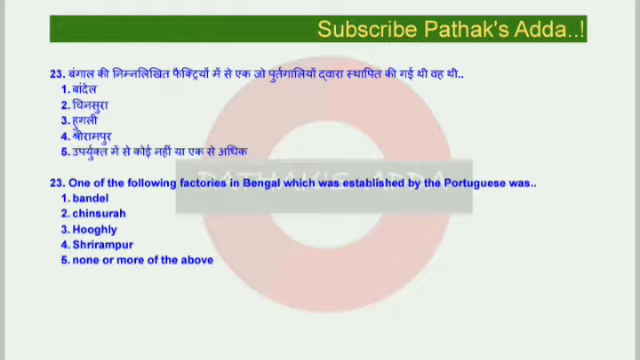 Subscribe Pathak's Adda..!
23. बंगाल की निम्नलिखित फैक्ट्रियों में से एक जो पुर्तगालियों द्वारा स्थापित की गई थी वह थी..
1. बांदेल
2. चिनसुरा
3. हुगली
4. श्रीरामपुर
5. उपर्युक्त में से कोई नहीं या एक से अधिक
PATHAK'S ADDA
23. One of the following factories in Bengal which was established by the Portuguese was..
1. bandel
2. chinsurah
3. Hooghly
4. Shrirampur
5. none or more of the above